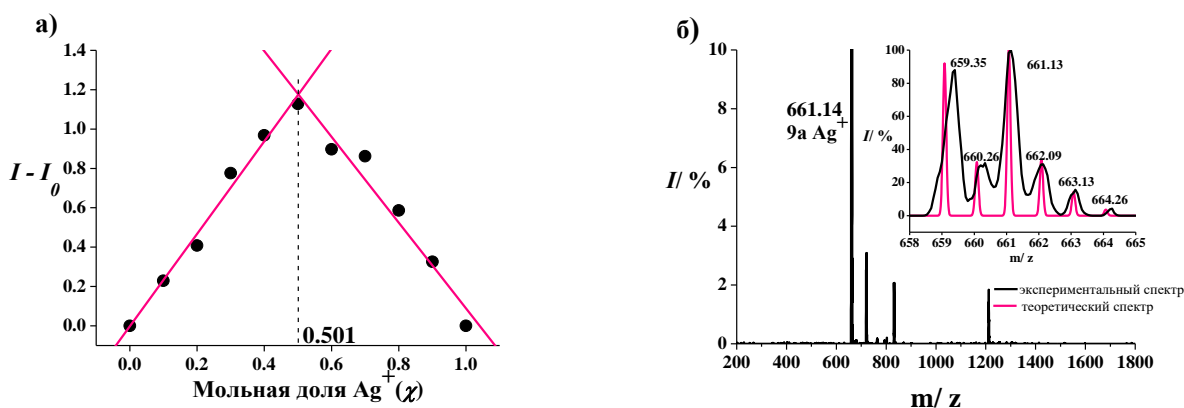 а)
1.4
1.2
1.0
0.8
0.6
0.4
0.2
0.0
I - I0
0.501
0.0 0.2 0.4 0.6 0.8 1.0
Мольная доля Ag+(χ)
б)
10
8
6
4
2
0
I/ %
661.14
9a Ag+
100
80
60
40
20
0
I/ %
659.35
661.13
660.26
662.09
663.13
664.26
658 659 660 661 662 663 664 665
m/ z
экспериментальный спектр
теоретический спектр
200 400 600 800 1000 1200 1400 1600 1800
m/ z